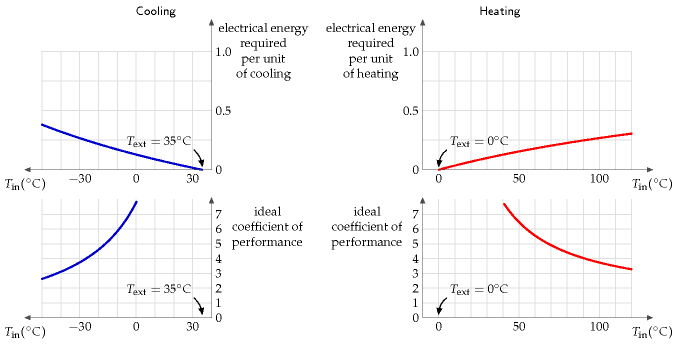 Cooling
electrical energy
required
per unit
of cooling
1.0
0.5
0
T_ext = 35°C
T_in(°C)
−30
0
30
ideal
coefficient of
performance
7
6
5
4
3
2
1
0
T_ext = 35°C
T_in(°C)
−30
0
30
Heating
electrical energy
required
per unit
of heating
1.0
0.5
0
T_ext = 0°C
0
50
100
T_in(°C)
ideal
coefficient of
performance
7
6
5
4
3
2
1
0
T_ext = 0°C
0
50
100
T_in(°C)